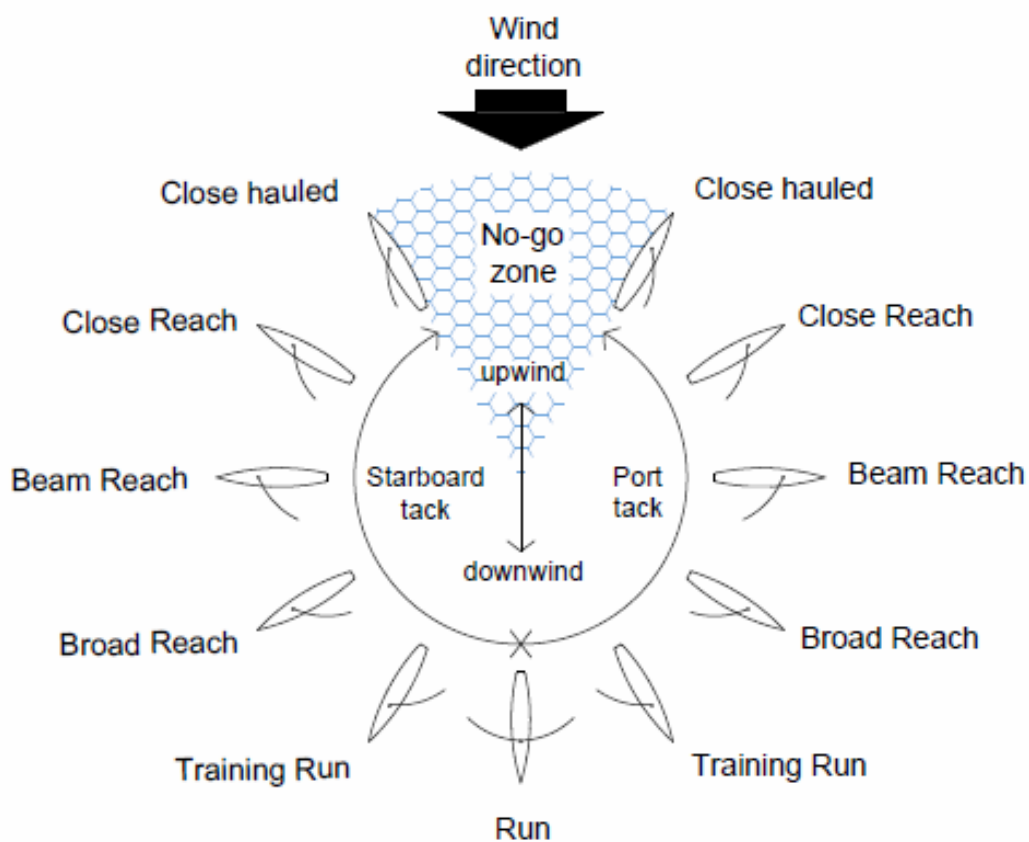 Wind
direction
Close hauled
Close hauled
No-go
zone
Close Reach
Close Reach
upwind
Beam Reach
Starboard
tack
Port
tack
Beam Reach
downwind
Broad Reach
Broad Reach
Training Run
Training Run
Run